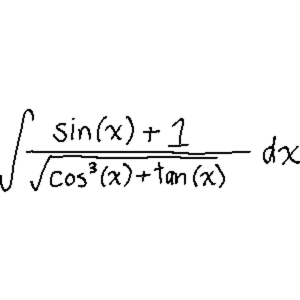 ∫ (sin(x) + 1) / √(cos³(x) + tan(x)) dx